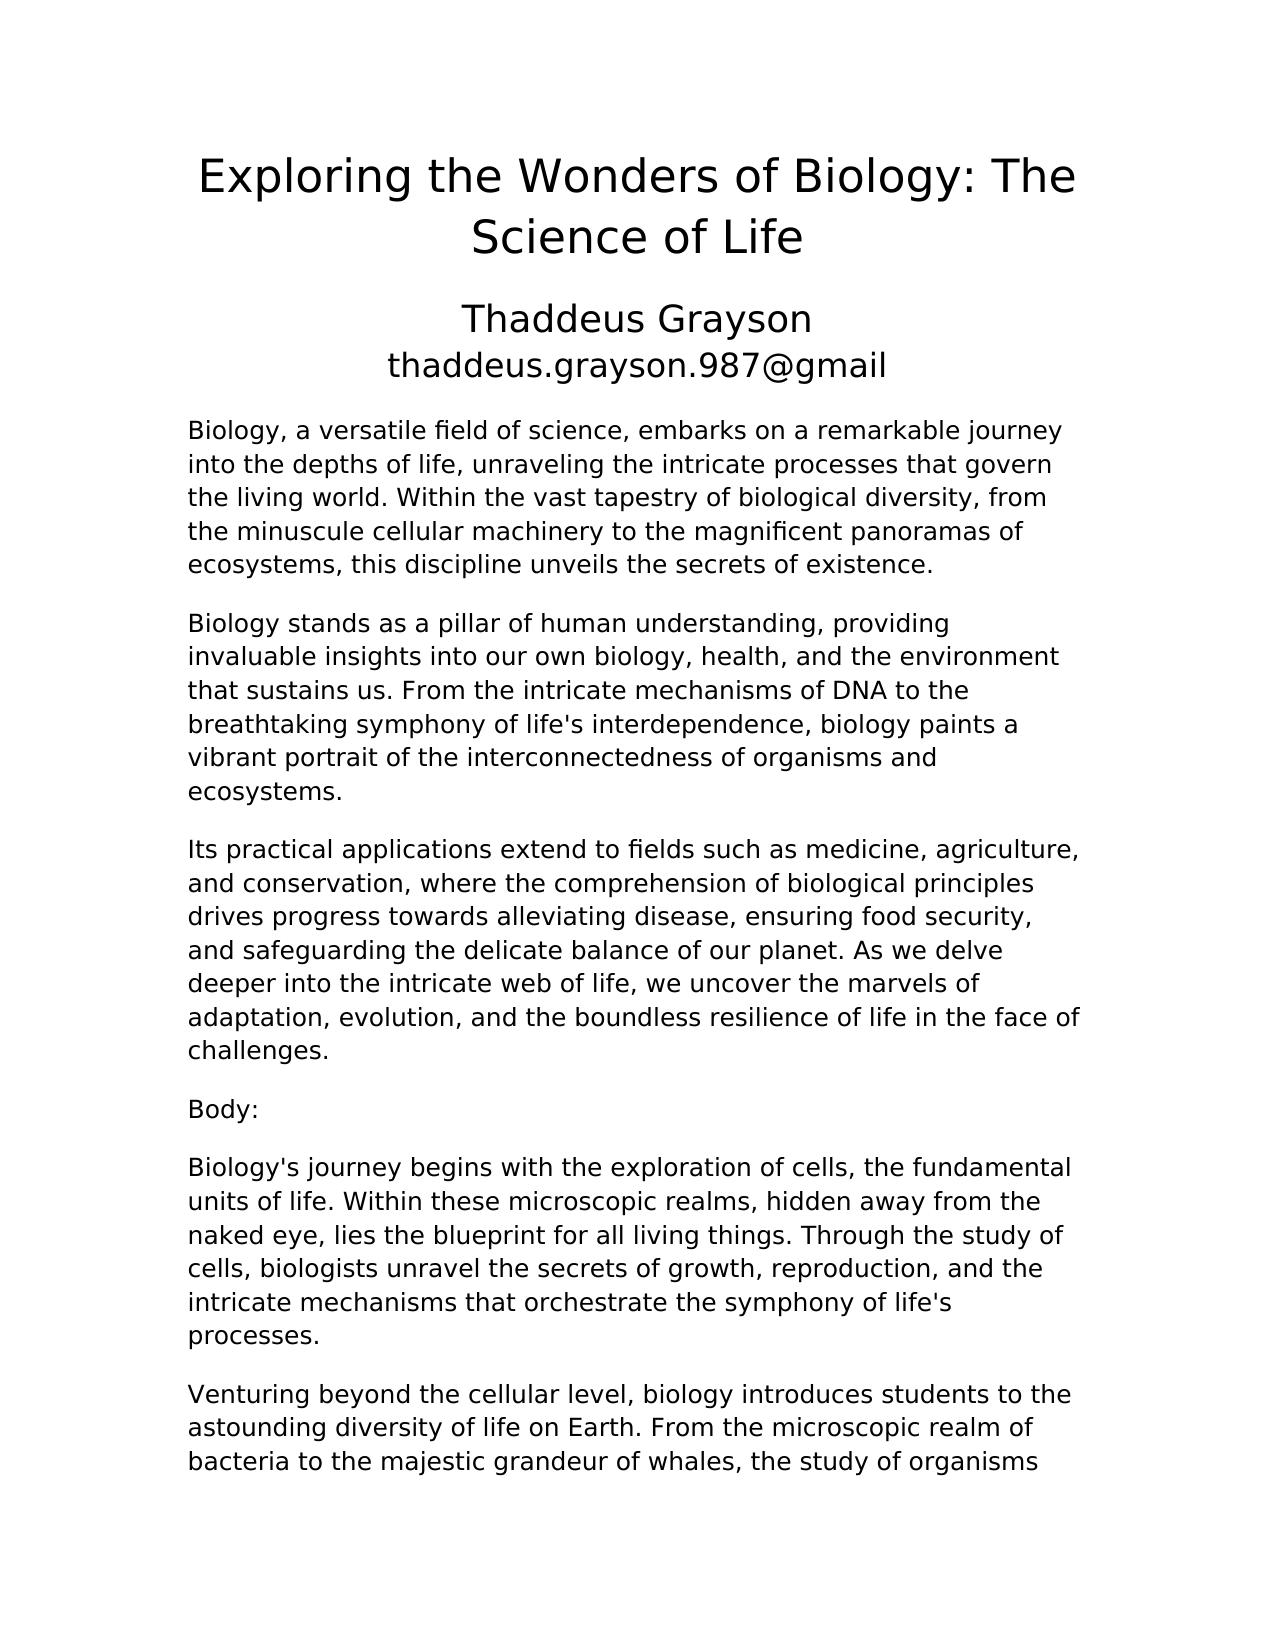 Exploring the Wonders of Biology: The
Science of Life
Thaddeus Grayson
thaddeus.grayson.987@gmail
Biology, a versatile field of science, embarks on a remarkable journey
into the depths of life, unraveling the intricate processes that govern
the living world. Within the vast tapestry of biological diversity, from
the minuscule cellular machinery to the magnificent panoramas of
ecosystems, this discipline unveils the secrets of existence.
Biology stands as a pillar of human understanding, providing
invaluable insights into our own biology, health, and the environment
that sustains us. From the intricate mechanisms of DNA to the
breathtaking symphony of life's interdependence, biology paints a
vibrant portrait of the interconnectedness of organisms and
ecosystems.
Its practical applications extend to fields such as medicine, agriculture,
and conservation, where the comprehension of biological principles
drives progress towards alleviating disease, ensuring food security,
and safeguarding the delicate balance of our planet. As we delve
deeper into the intricate web of life, we uncover the marvels of
adaptation, evolution, and the boundless resilience of life in the face of
challenges.
Body:
Biology's journey begins with the exploration of cells, the fundamental
units of life. Within these microscopic realms, hidden away from the
naked eye, lies the blueprint for all living things. Through the study of
cells, biologists unravel the secrets of growth, reproduction, and the
intricate mechanisms that orchestrate the symphony of life's
processes.
Venturing beyond the cellular level, biology introduces students to the
astounding diversity of life on Earth. From the microscopic realm of
bacteria to the majestic grandeur of whales, the study of organisms